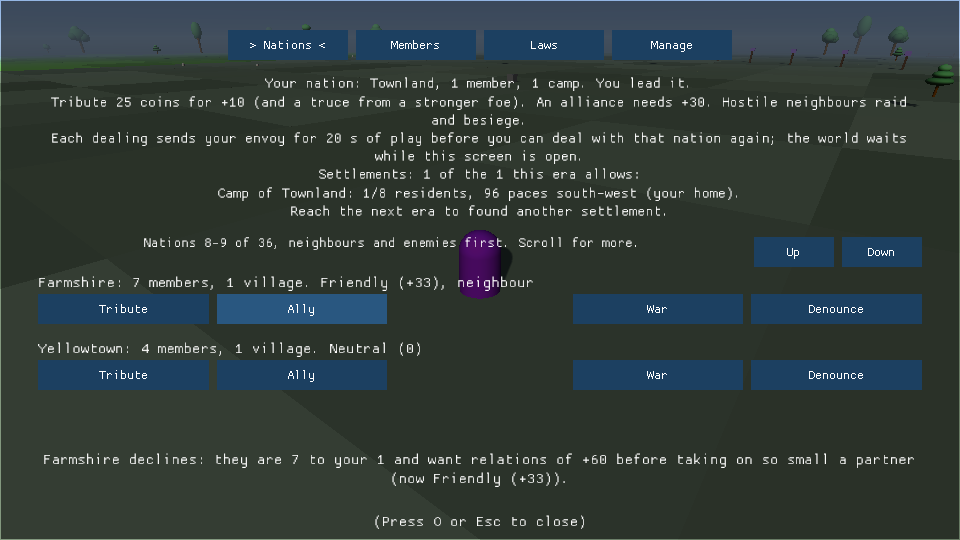 > Nations <
Members
Laws
Manage
Your nation: Townland, 1 member, 1 camp. You lead it.
Tribute 25 coins for +10 (and a truce from a stronger foe). An alliance needs +30. Hostile neighbours raid
and besiege.
Each dealing sends your envoy for 20 s of play before you can deal with that nation again; the world waits
while this screen is open.
Settlements: 1 of the 1 this era allows:
Camp of Townland: 1/8 residents, 96 paces south-west (your home).
Reach the next era to found another settlement.
Nations 8-9 of 36, neighbours and enemies first. Scroll for more.
Up
Down
Farmshire: 7 members, 1 village. Friendly (+33), neighbour
Tribute
Ally
War
Denounce
Yellowtown: 4 members, 1 village. Neutral (0)
Tribute
Ally
War
Denounce
Farmshire declines: they are 7 to your 1 and want relations of +60 before taking on so small a partner
(now Friendly (+33)).
(Press O or Esc to close)